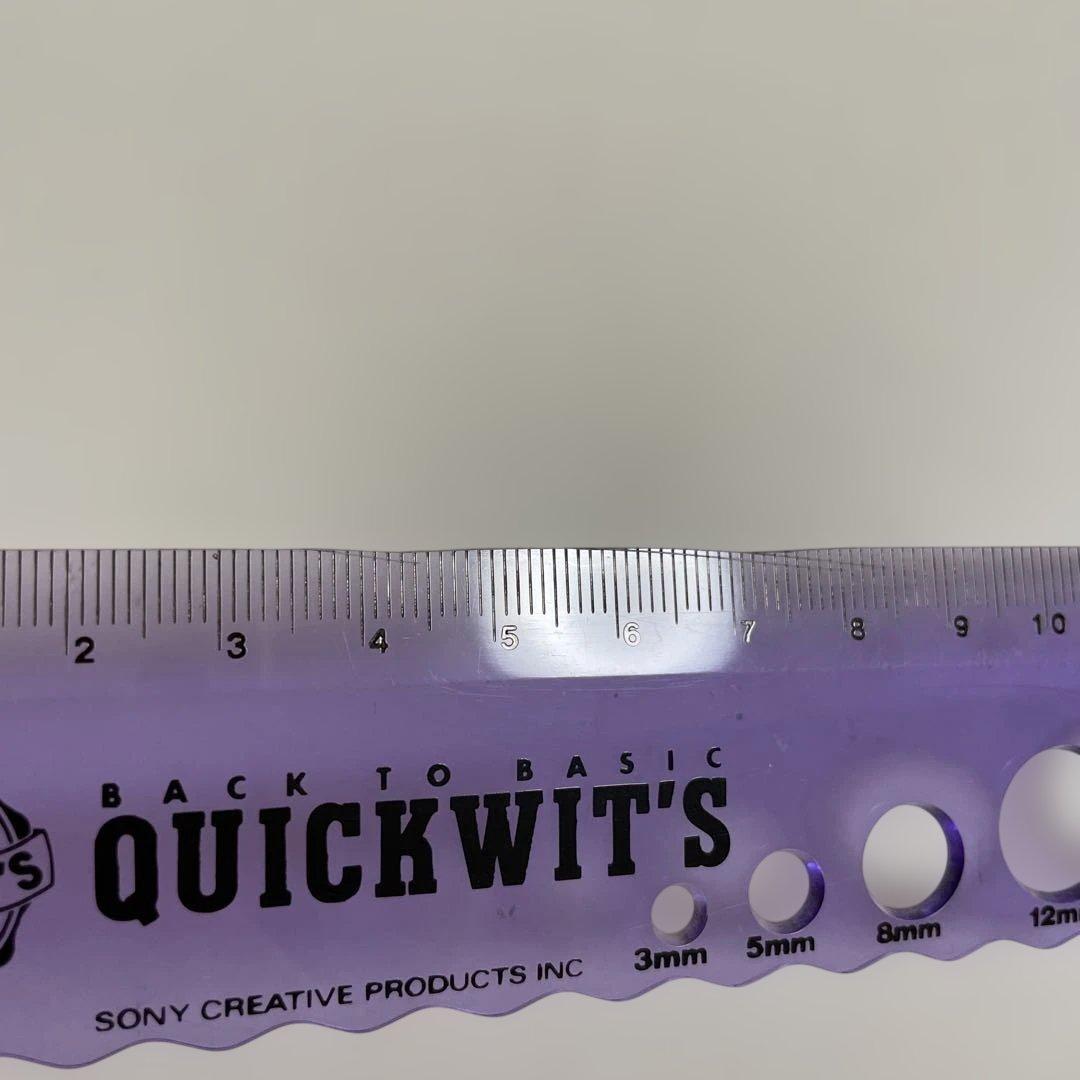 2 3 4 5 6 7 8 9 10
BACK TO BASIC
QUICKWIT'S
3mm 5mm 8mm
SONY CREATIVE PRODUCTS INC